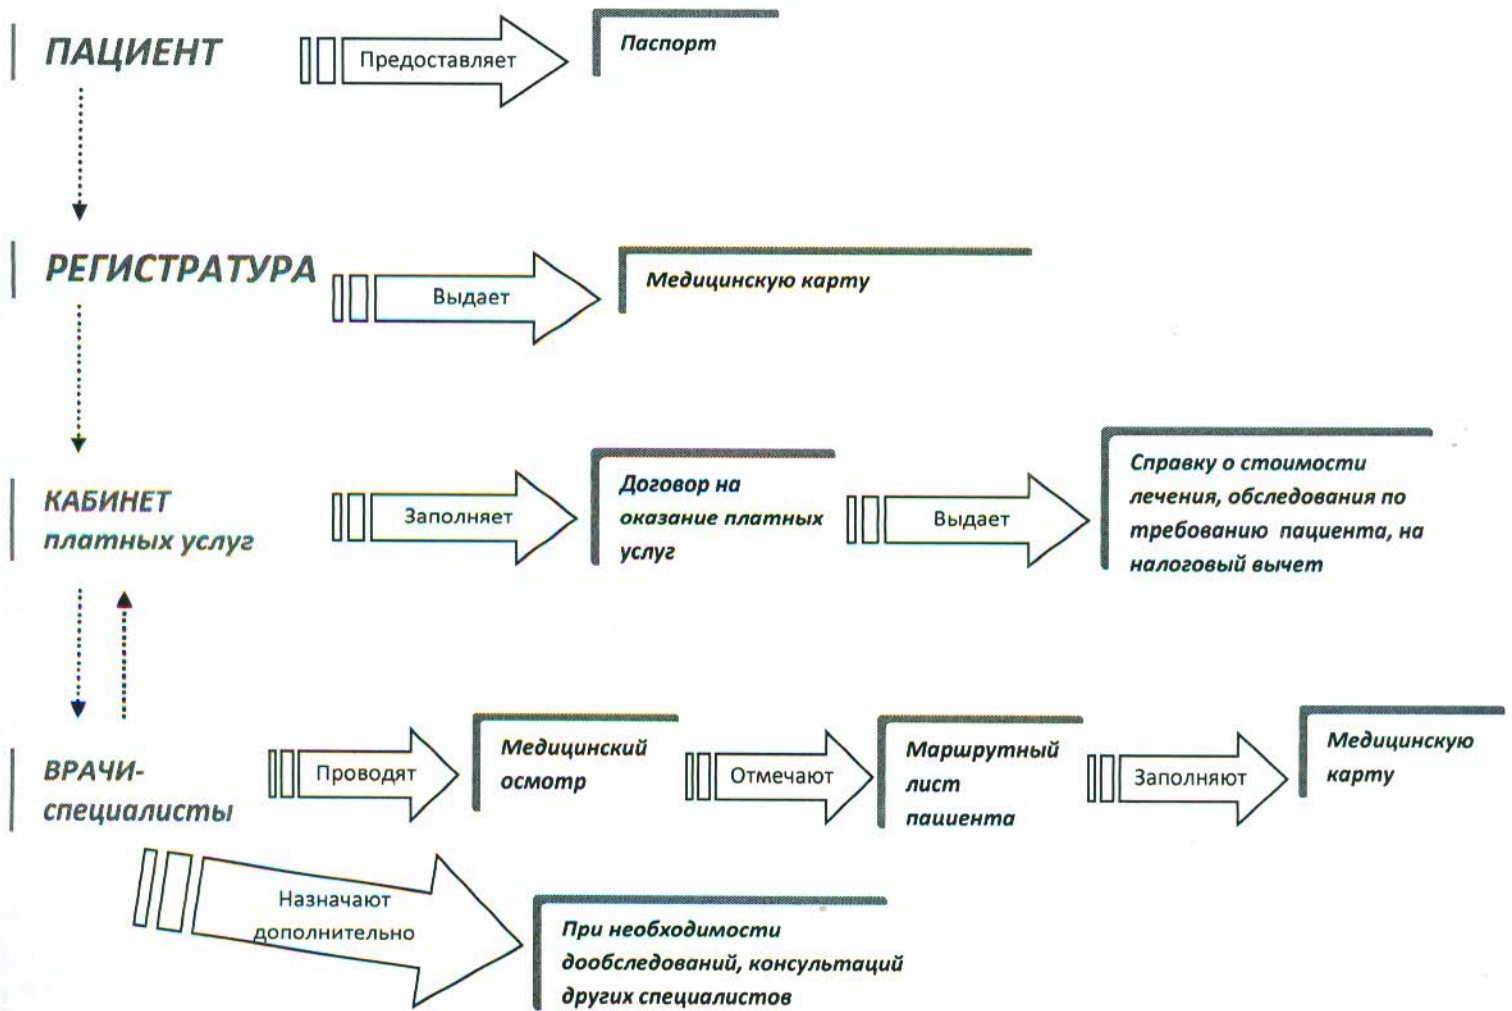 ПАЦИЕНТ
Предоставляет
Паспорт
РЕГИСТРАТУРА
Выдает
Медицинскую карту
КАБИНЕТ
платных услуг
Заполняет
Договор на
оказание платных
услуг
Выдает
Справку о стоимости
лечения, обследования по
требованию пациента, на
налоговый вычет
ВРАЧИ-
специалисты
Проводят
Медицинский
осмотр
Отмечают
Маршрутный
лист
пациента
Заполняют
Медицинскую
карту
Назначают
дополнительно
При необходимости
дообследований, консультаций
других специалистов